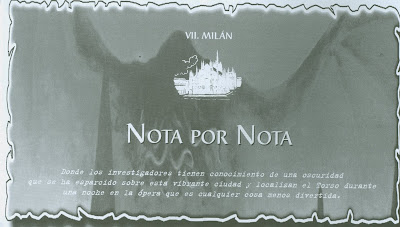 VII. MILÁN
NOTA POR NOTA
Donde los investigadores tienen conocimiento de una oscuridad
que se ha esparcido sobre esta vibrante ciudad y localizan el Torso durante
una noche en la ópera que es cualquier cosa menos divertida.